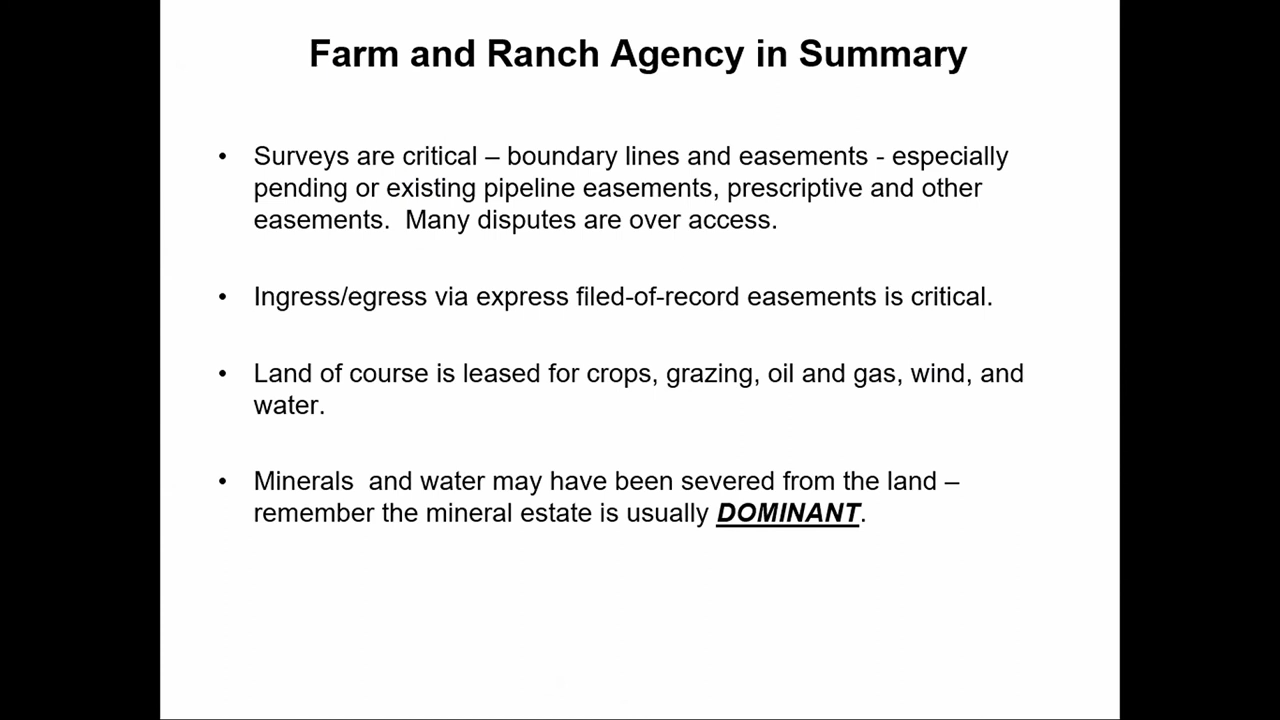 Farm and Ranch Agency in Summary
• Surveys are critical – boundary lines and easements - especially
pending or existing pipeline easements, prescriptive and other
easements.  Many disputes are over access.
• Ingress/egress via express filed-of-record easements is critical.
• Land of course is leased for crops, grazing, oil and gas, wind, and
water.
• Minerals  and water may have been severed from the land –
remember the mineral estate is usually DOMINANT.